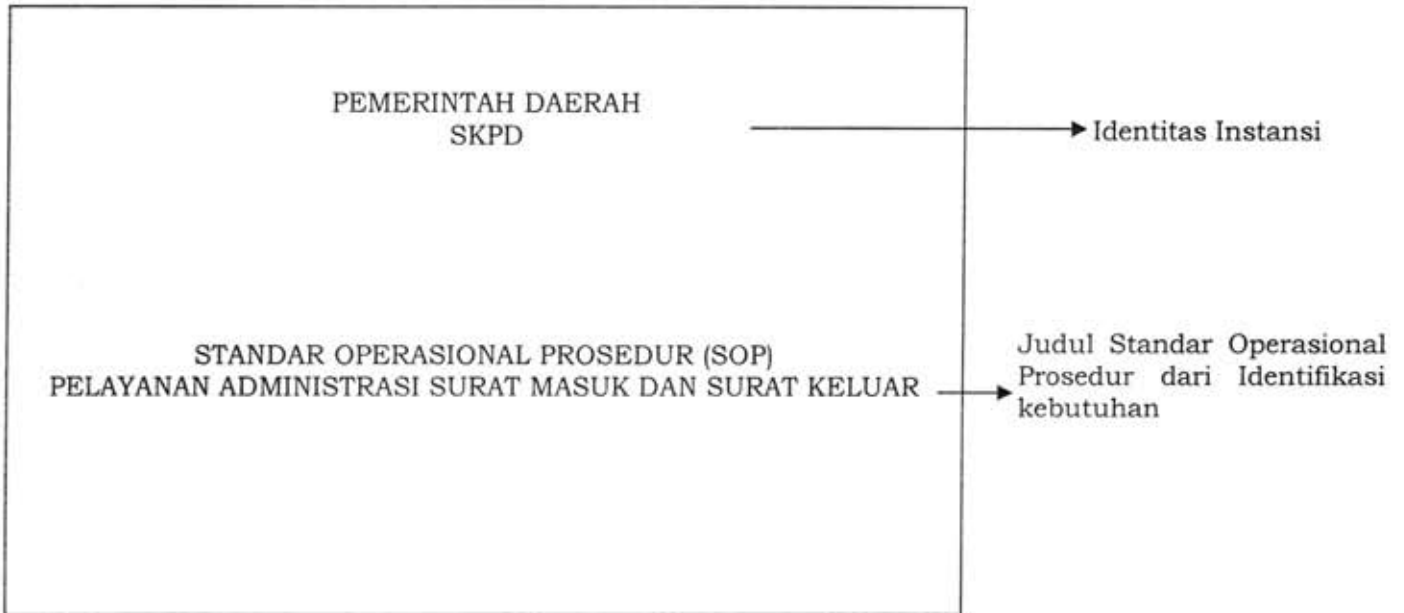 PEMERINTAH DAERAH
SKPD
Identitas Instansi
STANDAR OPERASIONAL PROSEDUR (SOP)
PELAYANAN ADMINISTRASI SURAT MASUK DAN SURAT KELUAR
Judul Standar Operasional
Prosedur dari Identifikasi
kebutuhan